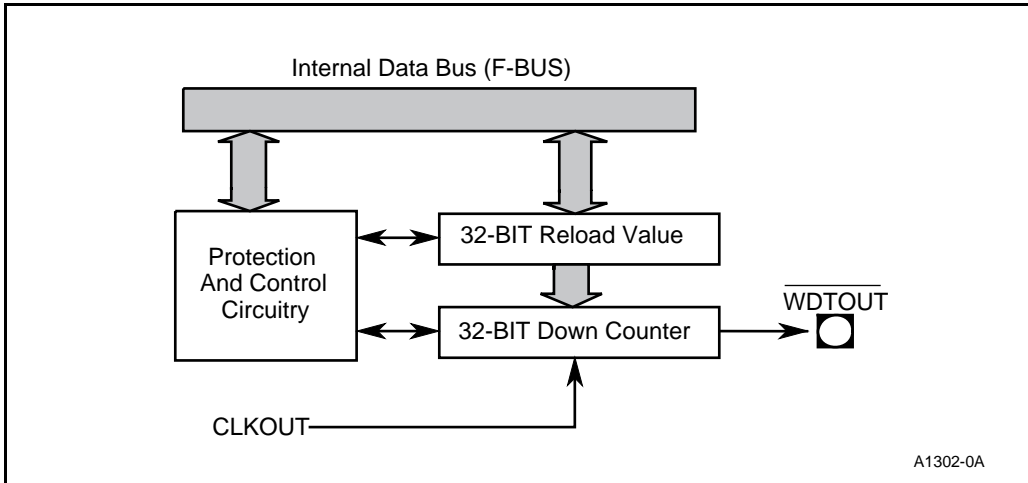 Internal Data Bus (F-BUS)
Protection
And Control
Circuitry
32-BIT Reload Value
32-BIT Down Counter
WDTOUT
CLKOUT
A1302-0A